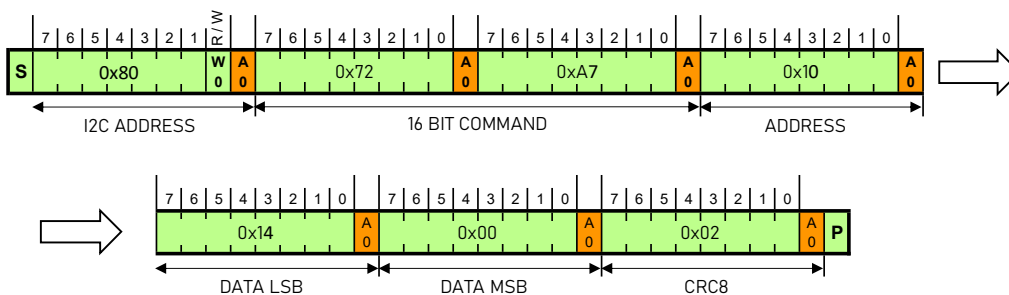 7 6 5 4 3 2 1 R / W 7 6 5 4 3 2 1 0 7 6 5 4 3 2 1 0 7 6 5 4 3 2 1 0
S 0x80 W 0 A 0 0x72 A 0 0xA7 A 0 0x10 A 0
I2C ADDRESS 16 BIT COMMAND ADDRESS
7 6 5 4 3 2 1 0 7 6 5 4 3 2 1 0 7 6 5 4 3 2 1 0
0x14 A 0 0x00 A 0 0x02 A 0 P
DATA LSB DATA MSB CRC8